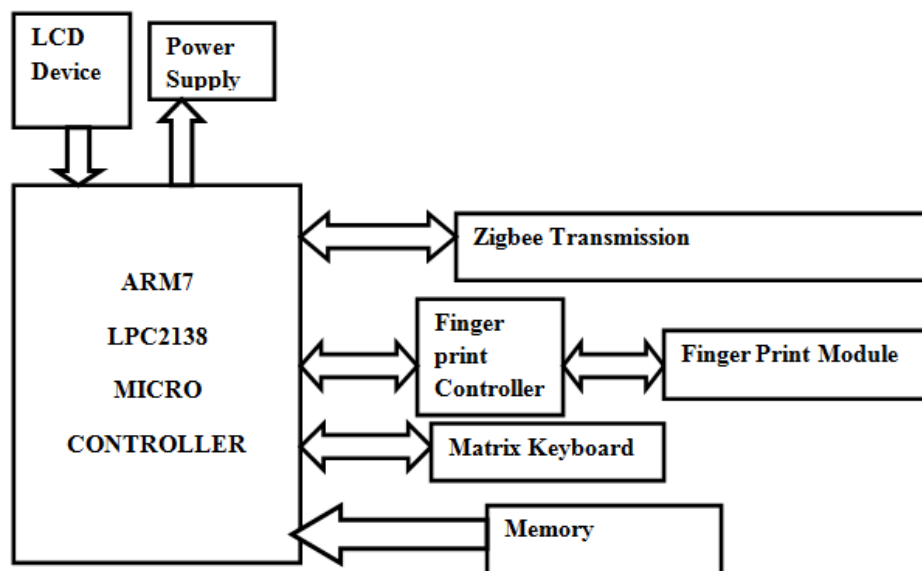 LCD
Device
Power
Supply
ARM7
LPC2138
MICRO
CONTROLLER
Zigbee Transmission
Finger
print
Controller
Finger Print Module
Matrix Keyboard
Memory